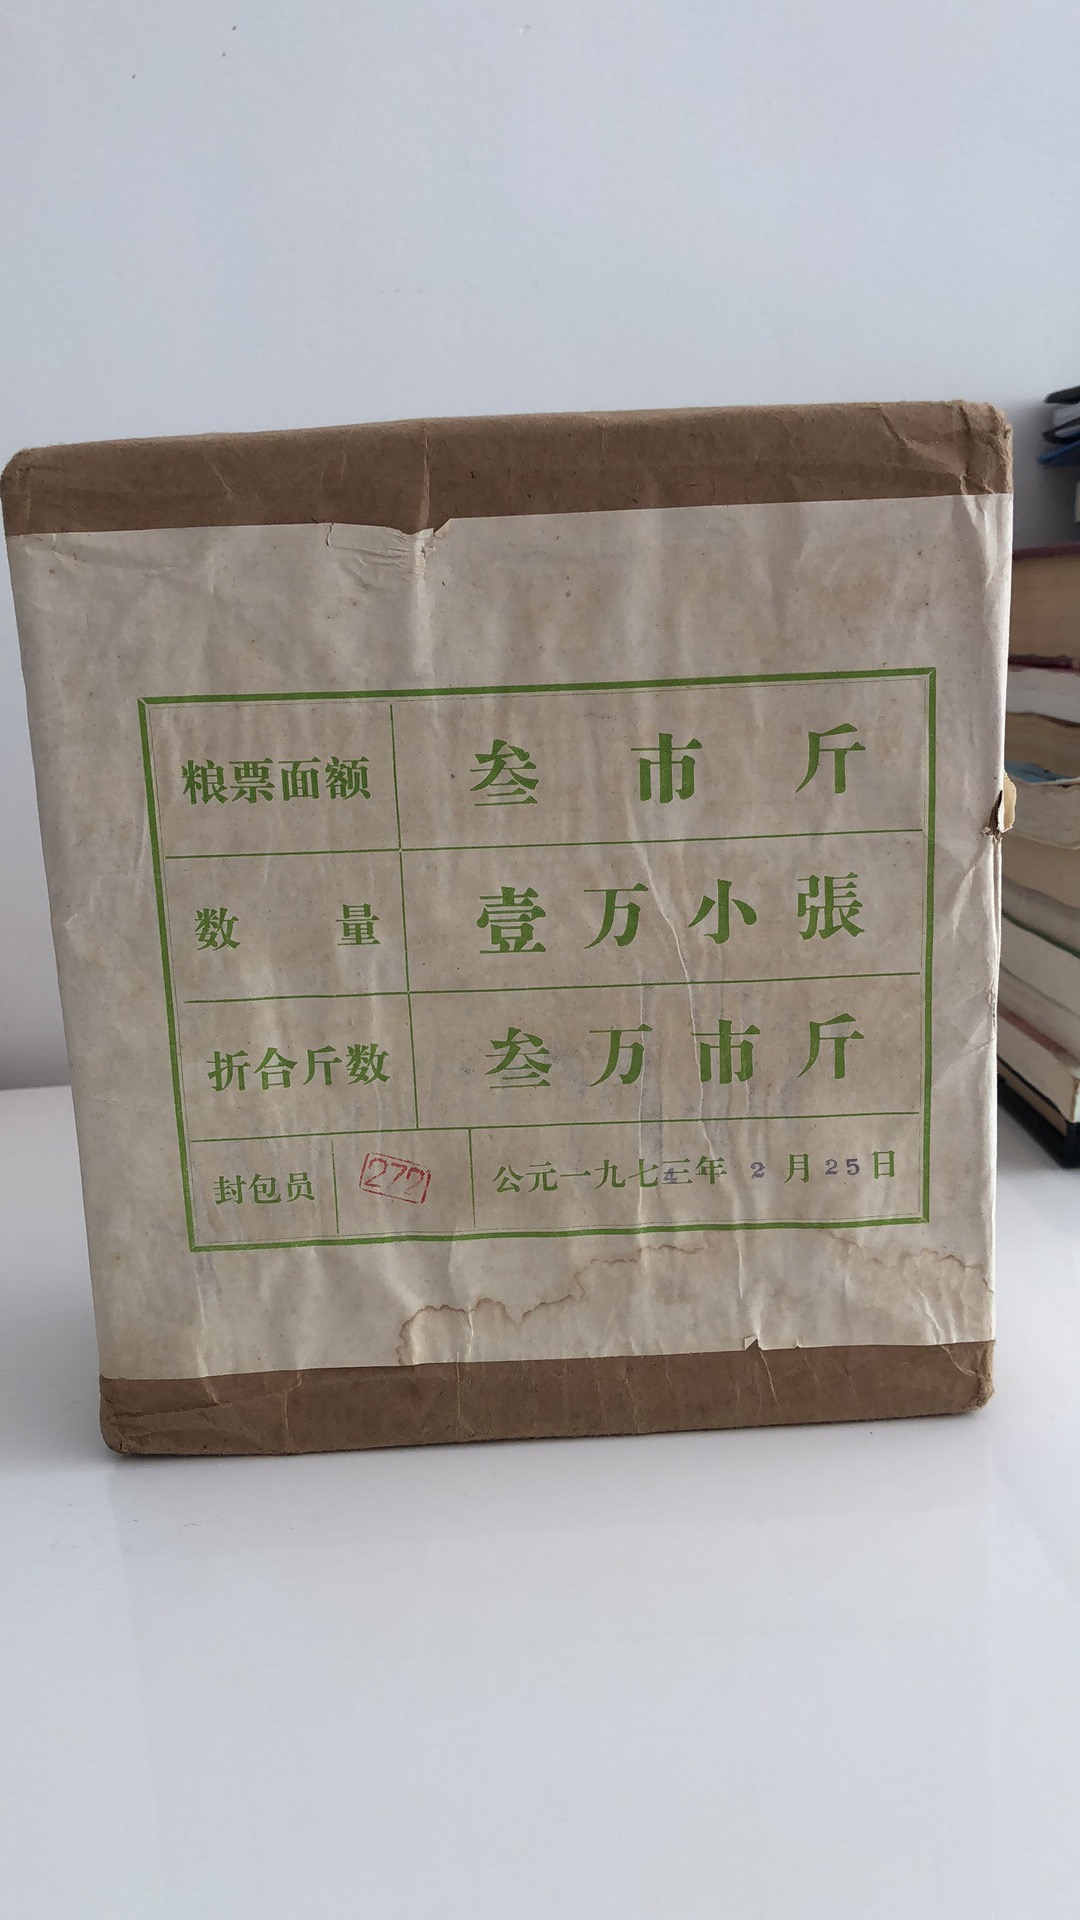 粮票面额 叁市斤
数量 壹万小張
折合斤数 叁万市斤
封包员 272 公元一九七三4年 2月25日